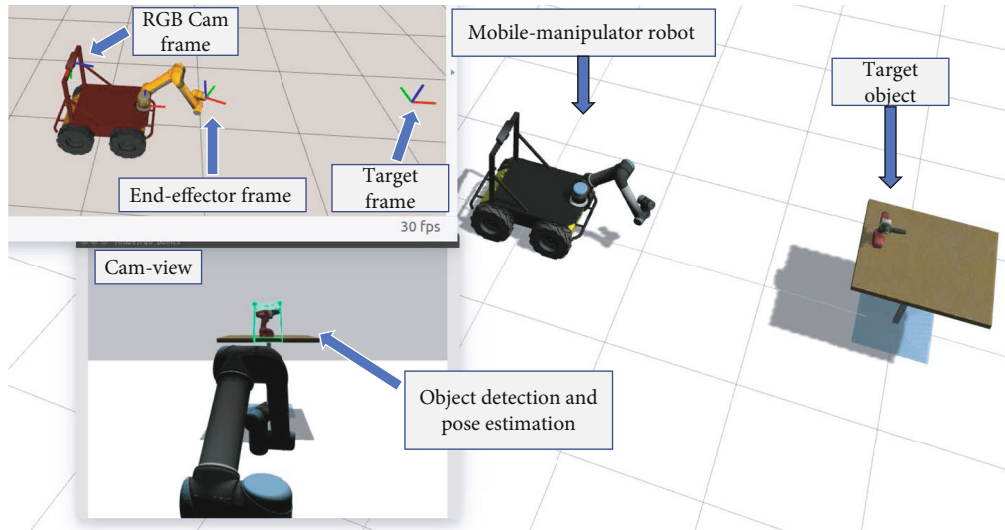 RGB Cam
frame
Mobile-manipulator robot
Target
object
End-effector frame
Target
frame
30 fps
Cam-view
Object detection and
pose estimation